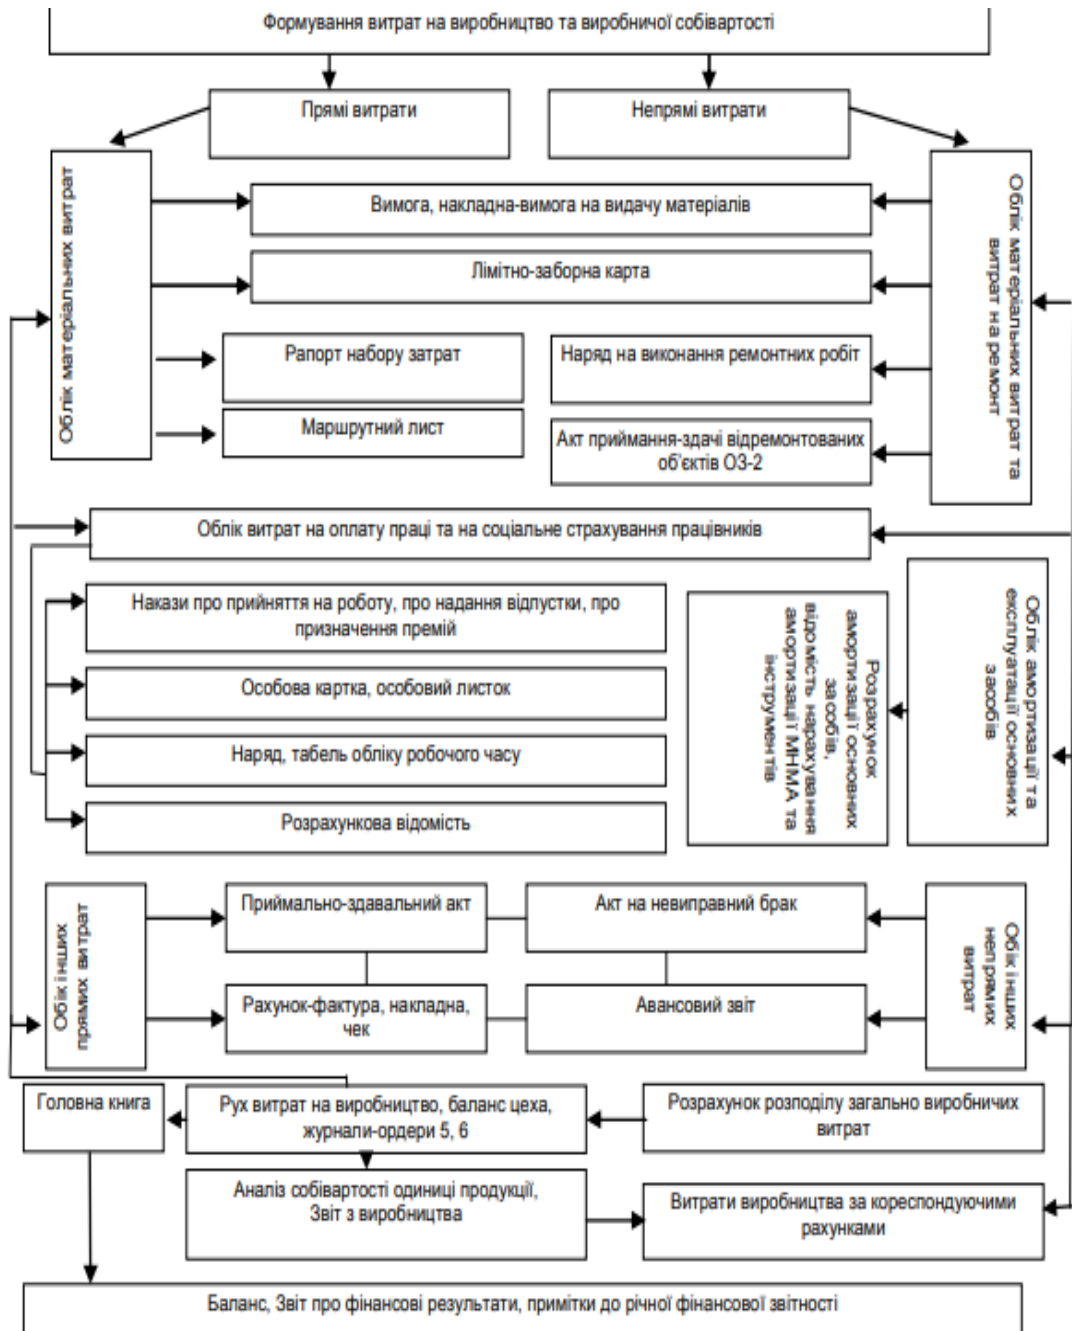 Формування витрат на виробництво та виробничої собівартості
Прямі витрати
Непрямі витрати
Облік матеріальних витрат
Вимога, накладна-вимога на видачу матеріалів
Лімітно-заборна карта
Рапорт набору затрат
Маршрутний лист
Наряд на виконання ремонтних робіт
Акт приймання-здачі відремонтованих
об’єктів ОЗ-2
Облік матеріальних витрат та
витрат на ремонт
Облік витрат на оплату праці та на соціальне страхування працівників
Накази про прийняття на роботу, про надання відпустки, про
призначення премій
Особова картка, особовий листок
Наряд, табель обліку робочого часу
Розрахункова відомість
Розрахунок
амортизації основних
засобів,
відомість нарахування
амортизації МНМА та
інструментів
Облік амортизації та
експлуатації основних
засобів
Обік інших
прямих витрат
Приймально-здавальний акт
Акт на невиправний брак
Рахунок-фактура, накладна,
чек
Авансовий звіт
Обік інших
непрямих
витрат
Головна книга
Рух витрат на виробництво, баланс цеха,
журнали-ордери 5, 6
Розрахунок розподілу загально виробничих
витрат
Аналіз собівартості одиниці продукції,
Звіт з виробництва
Витрати виробництва за кореспондуючими
рахунками
Баланс, Звіт про фінансові результати, примітки до річної фінансової звітності